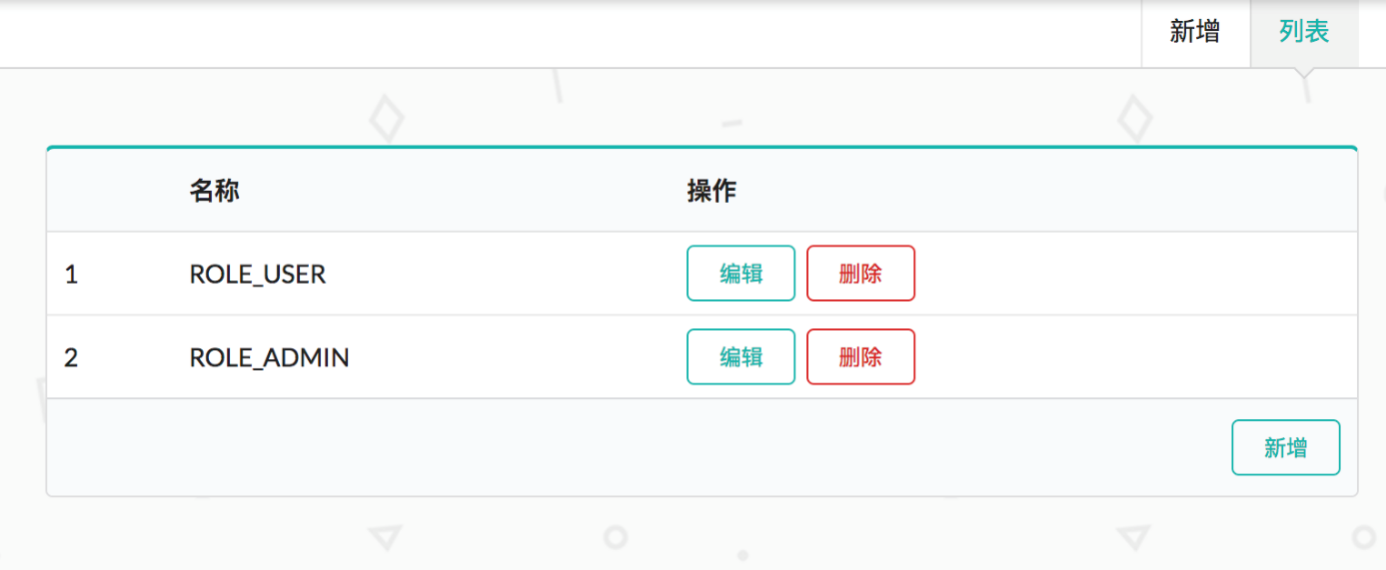 新增 列表
名称 操作
1 ROLE_USER 编辑 删除
2 ROLE_ADMIN 编辑 删除
新增